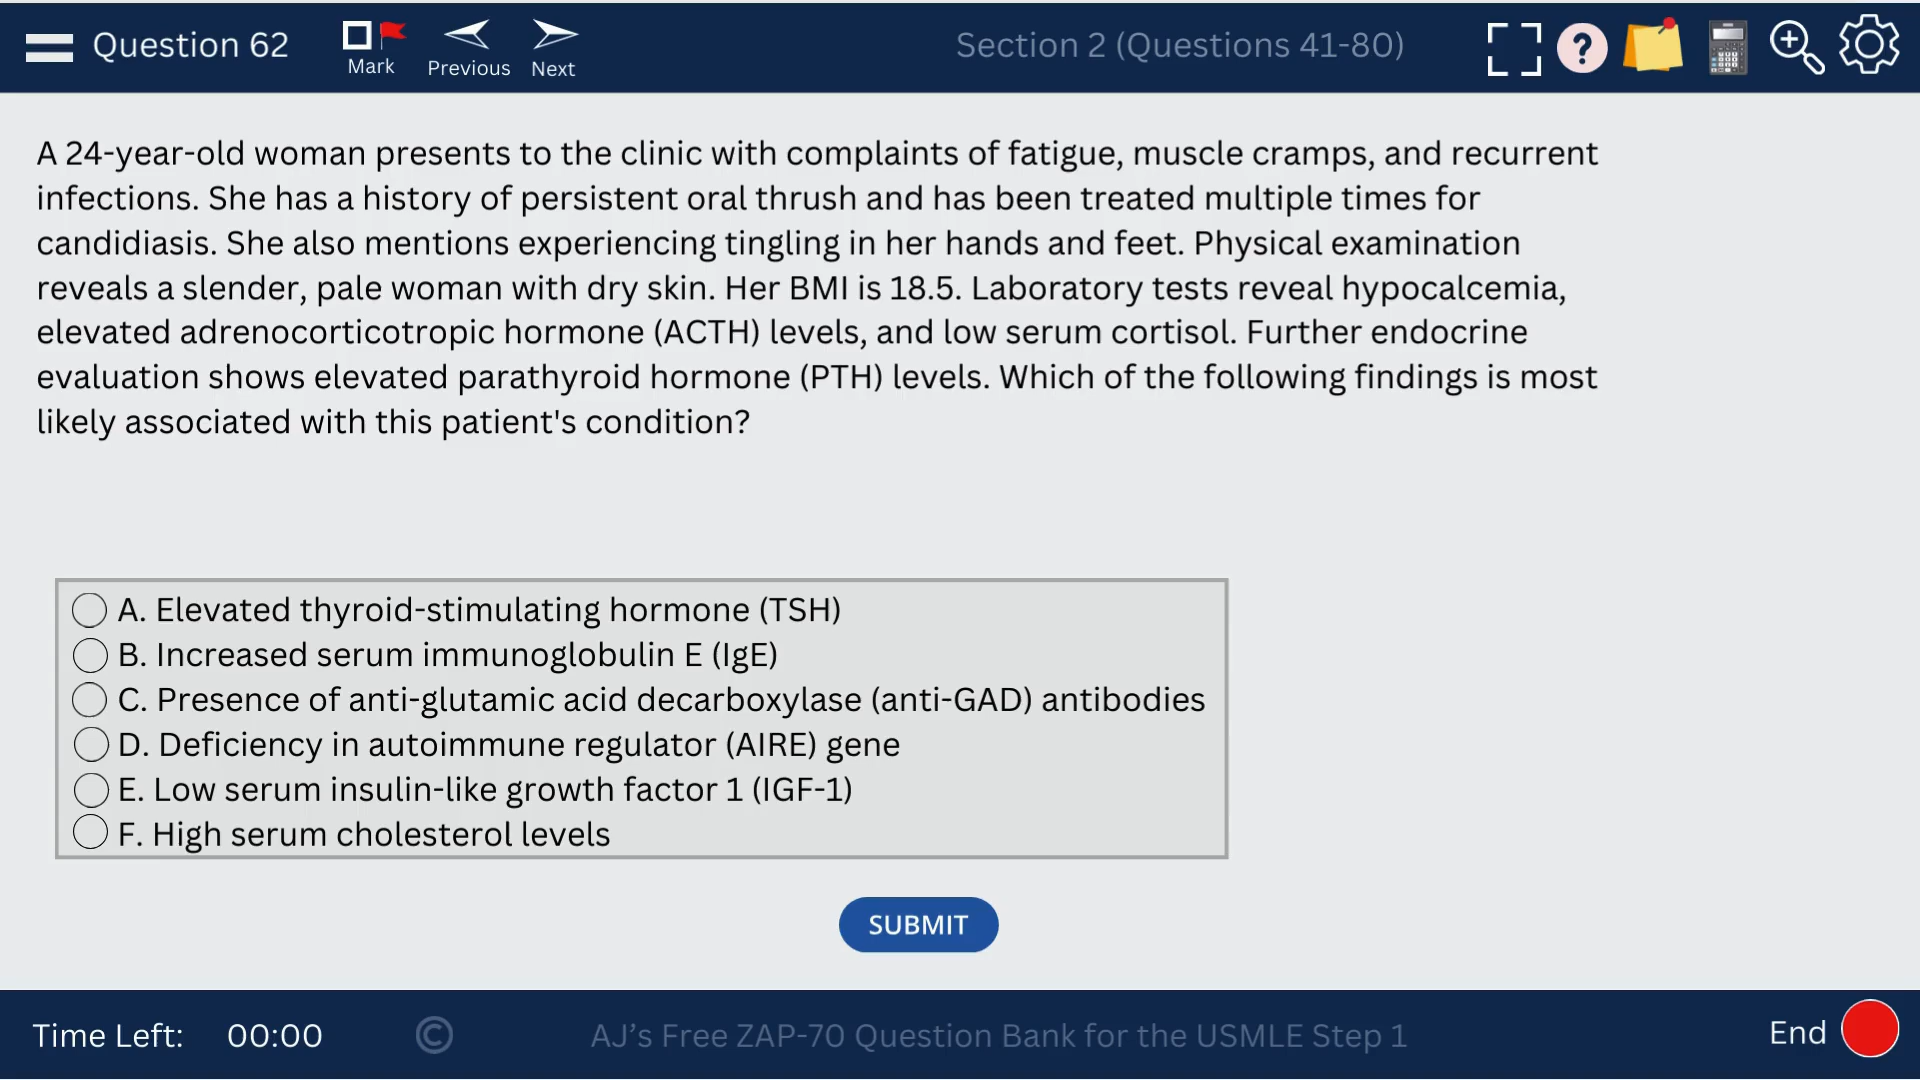 Question 62
Mark
Previous
Next
Section 2 (Questions 41-80)
?
A 24-year-old woman presents to the clinic with complaints of fatigue, muscle cramps, and recurrent
infections. She has a history of persistent oral thrush and has been treated multiple times for
candidiasis. She also mentions experiencing tingling in her hands and feet. Physical examination
reveals a slender, pale woman with dry skin. Her BMI is 18.5. Laboratory tests reveal hypocalcemia,
elevated adrenocorticotropic hormone (ACTH) levels, and low serum cortisol. Further endocrine
evaluation shows elevated parathyroid hormone (PTH) levels. Which of the following findings is most
likely associated with this patient's condition?
A. Elevated thyroid-stimulating hormone (TSH)
B. Increased serum immunoglobulin E (IgE)
C. Presence of anti-glutamic acid decarboxylase (anti-GAD) antibodies
D. Deficiency in autoimmune regulator (AIRE) gene
E. Low serum insulin-like growth factor 1 (IGF-1)
F. High serum cholesterol levels
SUBMIT
Time Left: 00:00
©
AJ’s Free ZAP-70 Question Bank for the USMLE Step 1
End